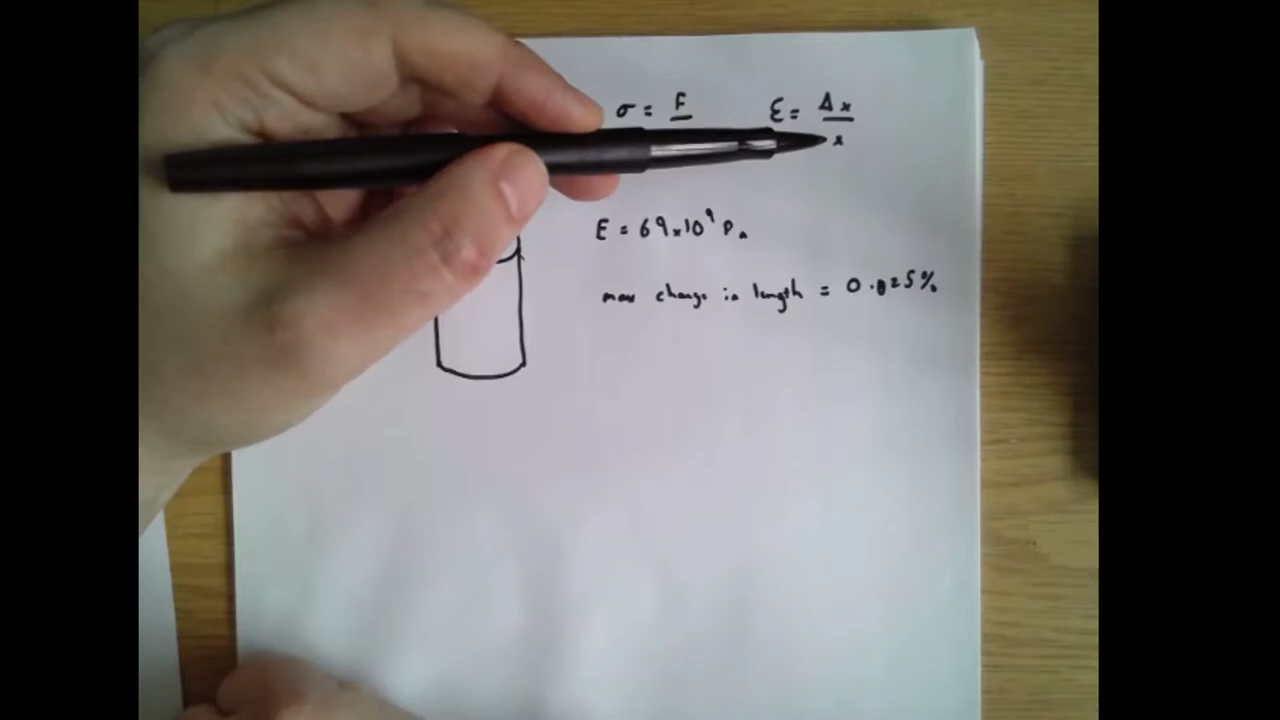 σ = F/ ε = Δx/x
E = 69x10⁹ Pa
max change in length = 0.025%